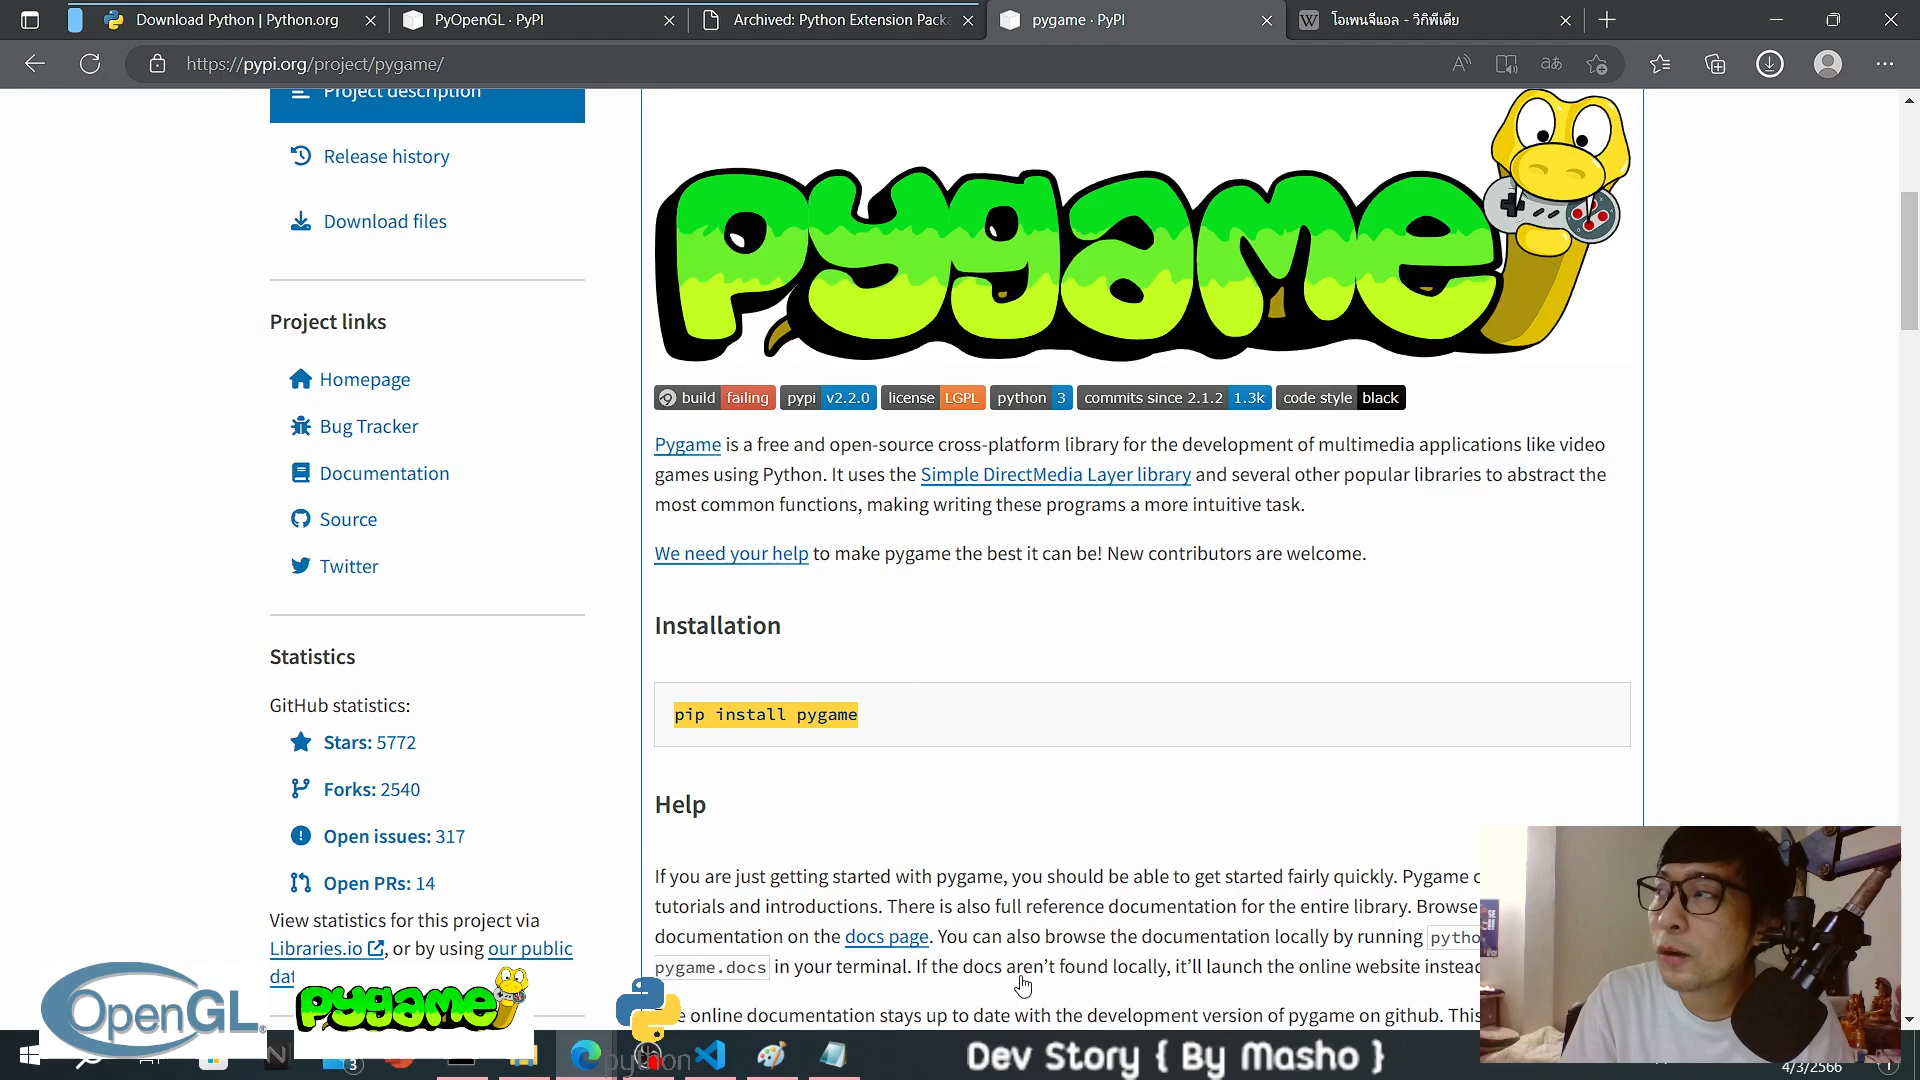 Download Python | Python.org
PyOpenGL · PyPI
Archived: Python Extension Pack
pygame · PyPI
โอเพนจีแอล - วิกิพีเดีย
https://pypi.org/project/pygame/
Project description
Release history
Download files
Project links
Homepage
Bug Tracker
Documentation
Source
Twitter
Statistics
GitHub statistics:
Stars: 5772
Forks: 2540
Open issues: 317
Open PRs: 14
View statistics for this project via
Libraries.io, or by using our public
dat
pygame
build failing pypi v2.2.0 license LGPL python 3 commits since 2.1.2 1.3k code style black
Pygame is a free and open-source cross-platform library for the development of multimedia applications like video
games using Python. It uses the Simple DirectMedia Layer library and several other popular libraries to abstract the
most common functions, making writing these programs a more intuitive task.
We need your help to make pygame the best it can be! New contributors are welcome.
Installation
pip install pygame
Help
If you are just getting started with pygame, you should be able to get started fairly quickly. Pygame c
tutorials and introductions. There is also full reference documentation for the entire library. Browse
documentation on the docs page. You can also browse the documentation locally by running pytho
pygame.docs in your terminal. If the docs aren't found locally, it'll launch the online website instead
e online documentation stays up to date with the development version of pygame on github. This
OpenGL®
pygame
python
3
Dev Story { By Masho }
4/3/2566
1